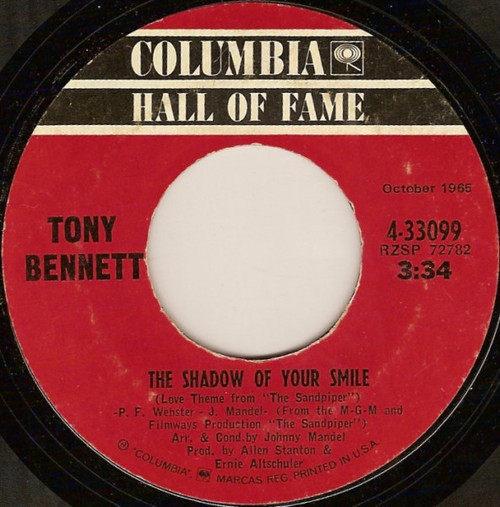 COLUMBIA
HALL OF FAME
October 1965
TONY
BENNETT
4-33099
RZSP 72782
3:34
THE SHADOW OF YOUR SMILE
(Love Theme from "The Sandpiper")
-P. F. Webster - J. Mandel- (From the M-G-M and
Filmways Production "The Sandpiper")
Arr. & Cond.by Johnny Mandel
Prod. by Allen Stanton &
Ernie Altschuler
"COLUMBIA", MARCAS REG. PRINTED IN U.S.A.